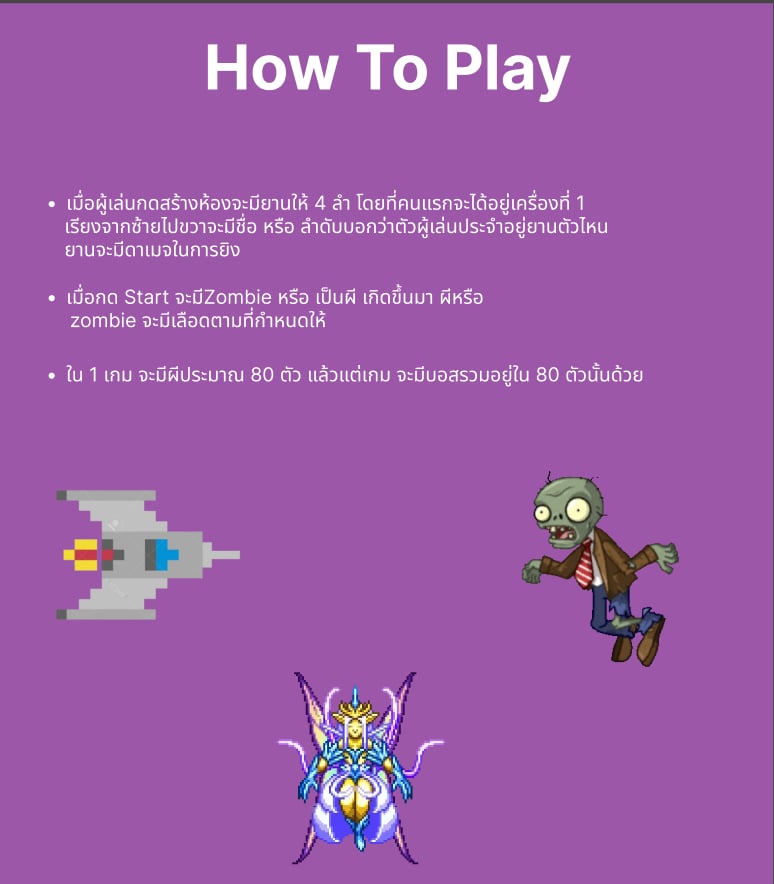 How To Play
• เมื่อผู้เล่นกดสร้างห้องจะมียานให้ 4 ลำ โดยที่คนแรกจะได้อยู่เครื่องที่ 1
เรียงจากซ้ายไปขวาจะมีชื่อ หรือ ลำดับบอกว่าตัวผู้เล่นประจำอยู่ยานตัวไหน
ยานจะมีดาเมจในการยิง
• เมื่อกด Start จะมีZombie หรือ เป็นผี เกิดขึ้นมา ผีหรือ
zombie จะมีเลือดตามที่กำหนดให้
• ใน 1 เกม จะมีผีประมาณ 80 ตัว แล้วแต่เกม จะมีบอสรวมอยู่ใน 80 ตัวนั้นด้วย